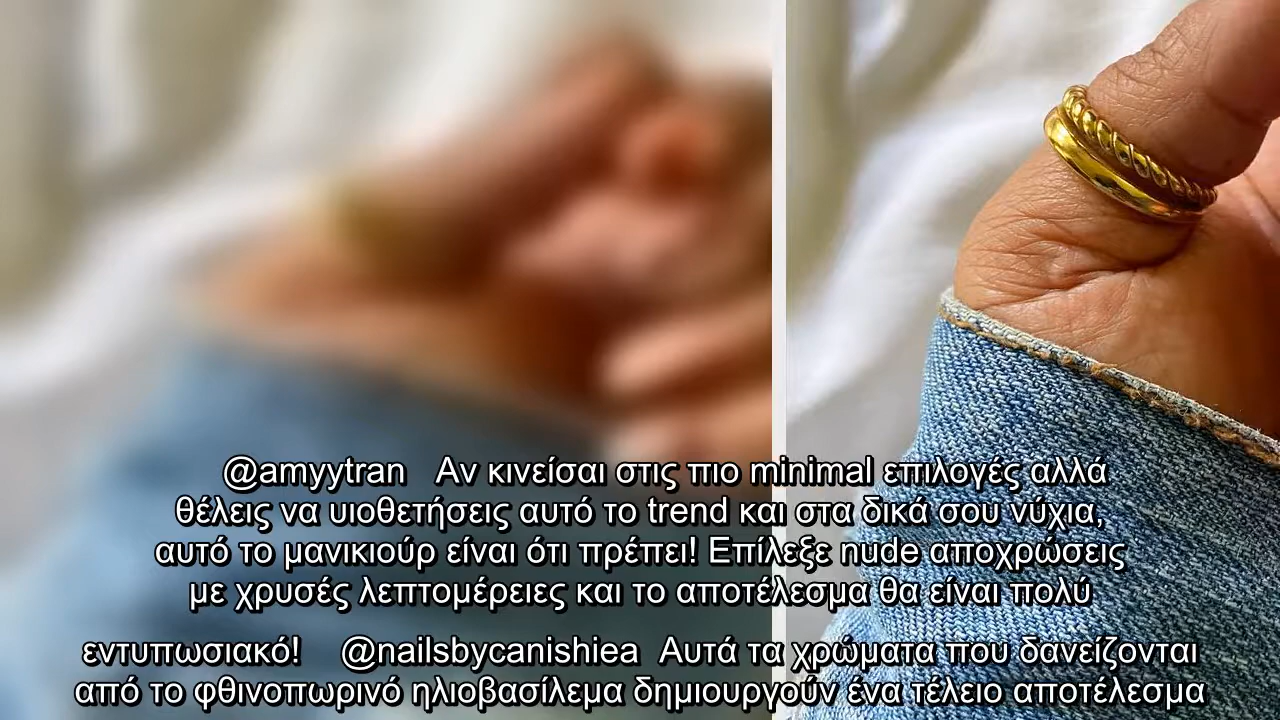 @amyytran Αν κινείσαι στις πιο minimal επιλογές αλλά
θέλεις να υιοθετήσεις αυτό το trend και στα δικά σου νύχια,
αυτό το μανικιούρ είναι ότι πρέπει! Επίλεξε nude αποχρώσεις
με χρυσές λεπτομέρειες και το αποτέλεσμα θα είναι πολύ
εντυπωσιακό! @nailsbycanishiea Αυτά τα χρώματα που δανείζονται
από το φθινοπωρινό ηλιοβασίλεμα δημιουργούν ένα τέλειο αποτέλεσμα